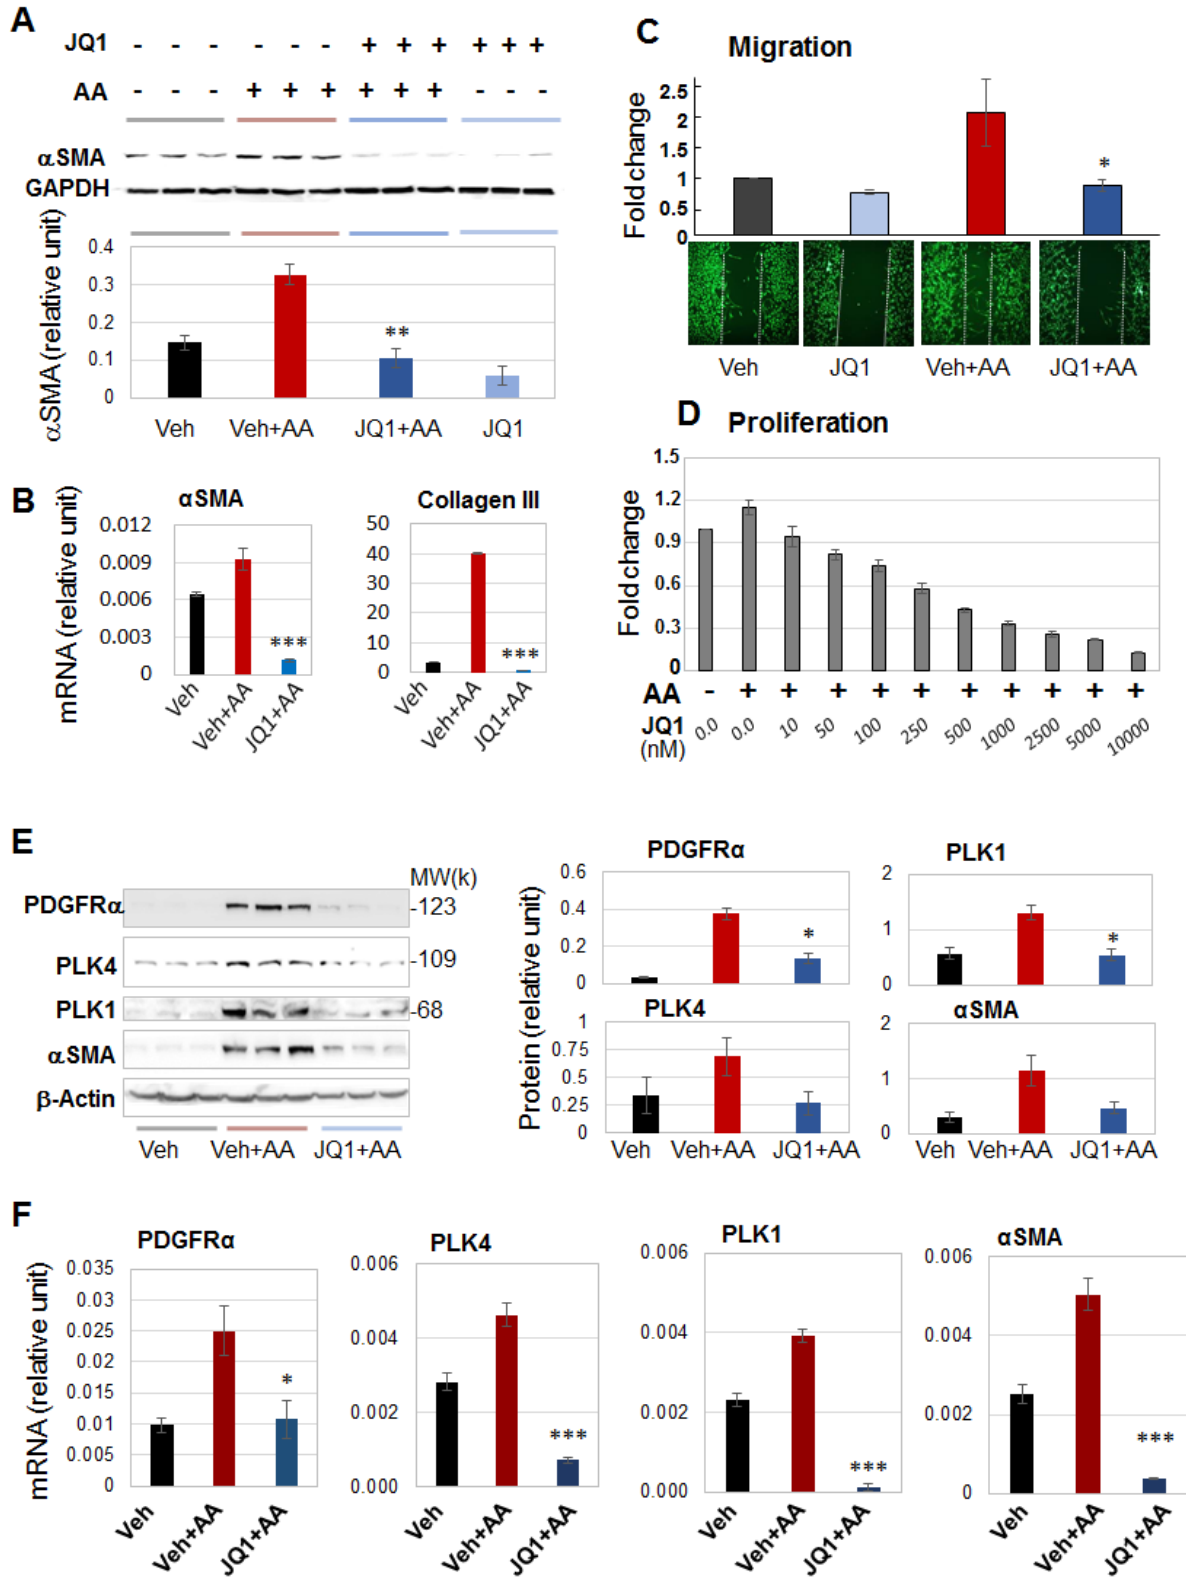 A
JQ1 - - - - - - + + + + + +
AA - - - + + + + + + - - -
αSMA
GAPDH
αSMA (relative unit)
0.4
0.3
0.2
0.1
0
**
Veh Veh+AA JQ1+AA JQ1
B
mRNA (relative unit)
αSMA
0.012
0.009
0.006
0.003
0
***
Veh Veh+AA JQ1+AA
Collagen III
50
40
30
20
10
0
***
Veh Veh+AA JQ1+AA
C
Migration
Fold change
2.5
2
1.5
1
0.5
0
*
Veh JQ1 Veh+AA JQ1+AA
D
Proliferation
Fold change
1.5
1.2
0.9
0.6
0.3
0
AA - + + + + + + + + + +
JQ1 0.0 0.0 10 50 100 250 500 1000 2500 5000 10000
(nM)
E
MW(k)
PDGFRα -123
PLK4 -109
PLK1 -68
αSMA
β-Actin
Veh Veh+AA JQ1+AA
Protein (relative unit)
PDGFRα
0.6
0.4
0.2
0
*
PLK1
2
1
0
*
PLK4
1
0.75
0.5
0.25
0
Veh Veh+AA JQ1+AA
αSMA
2
1
0
Veh Veh+AA JQ1+AA
F
mRNA (relative unit)
PDGFRα
0.035
0.03
0.025
0.02
0.015
0.01
0.005
0
*
Veh Veh+AA JQ1+AA
PLK4
0.006
0.004
0.002
0.000
***
Veh Veh+AA JQ1+AA
PLK1
0.006
0.004
0.002
0.000
***
Veh Veh+AA JQ1+AA
αSMA
0.006
0.004
0.002
0
***
Veh Veh+AA JQ1+AA